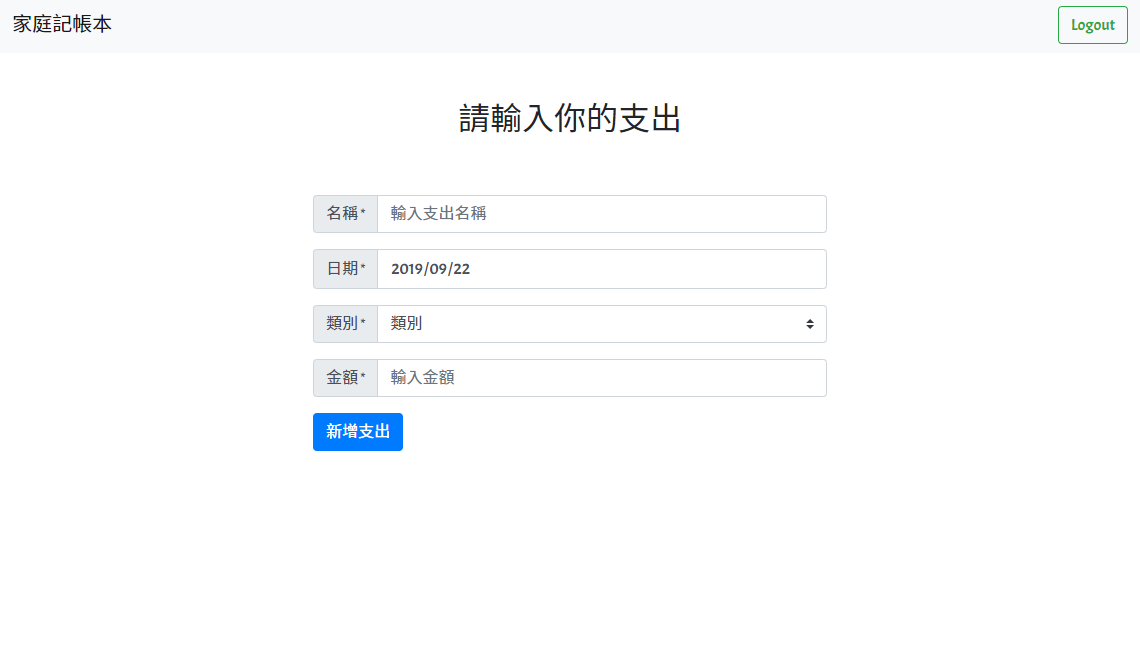 家庭記帳本 Logout
請輸入你的支出
名稱* 輸入支出名稱
日期* 2019/09/22
類別* 類別
金額* 輸入金額
新增支出